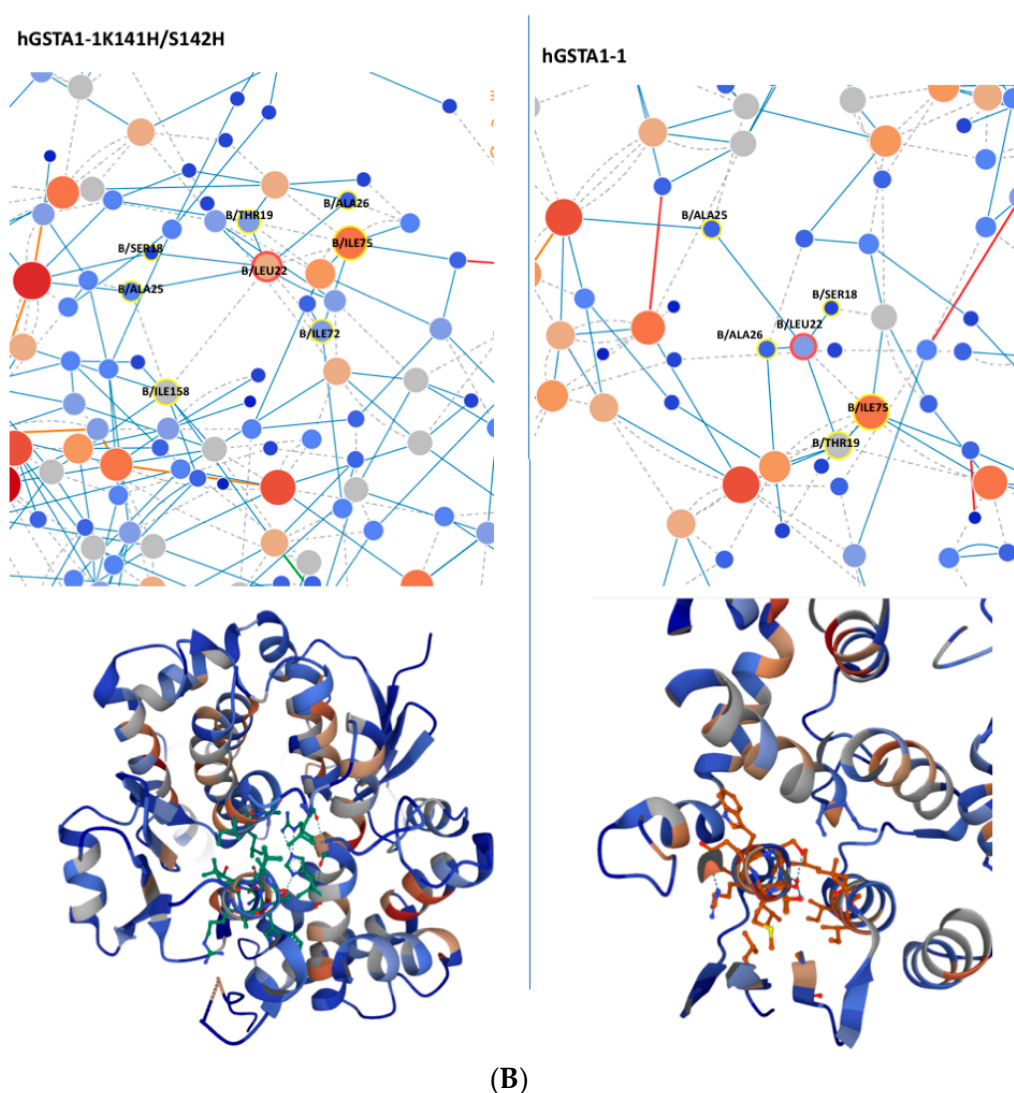 hGSTA1-1K141H/S142H
B/ALA26
B/THR19
B/ILE75
B/SER18
B/LEU22
B/ALA25
B/ILE72
B/ILE158
hGSTA1-1
B/ALA25
B/SER18
B/LEU22
B/ALA26
B/ILE75
B/THR19
(B)